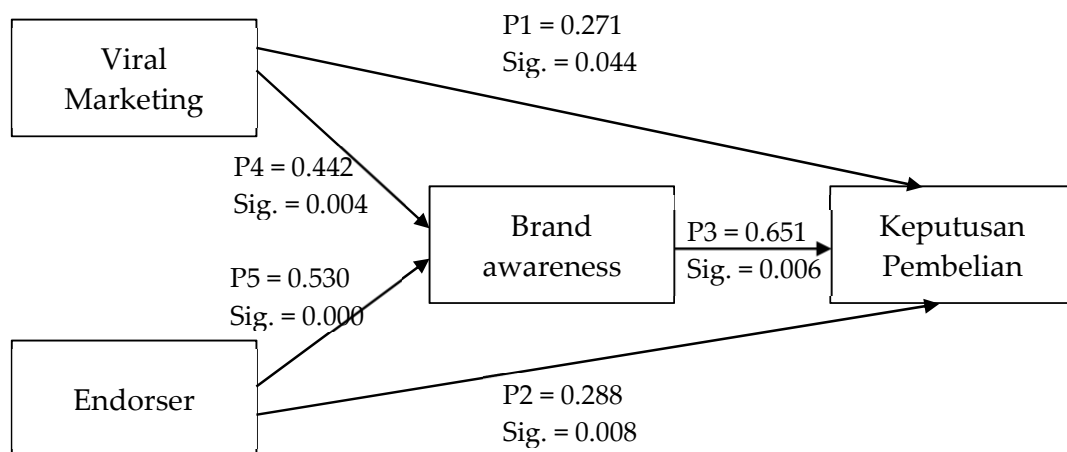 Viral
Marketing
P1 = 0.271
Sig. = 0.044
P4 = 0.442
Sig. = 0.004
Brand
awareness
P3 = 0.651
Sig. = 0.006
Keputusan
Pembelian
P5 = 0.530
Sig. = 0.000
Endorser
P2 = 0.288
Sig. = 0.008